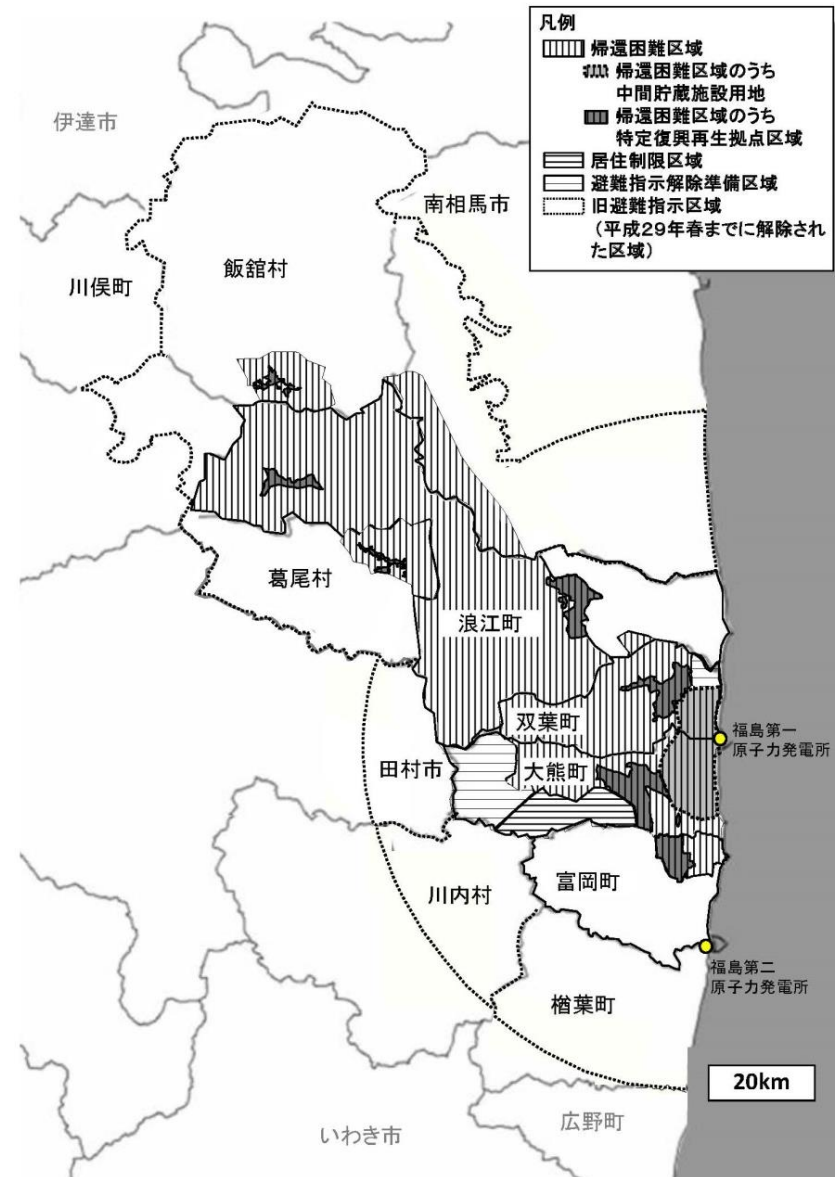 凡例
帰還困難区域
帰還困難区域のうち
中間貯蔵施設用地
帰還困難区域のうち
特定復興再生拠点区域
居住制限区域
避難指示解除準備区域
旧避難指示区域
（平成29年春までに解除され
た区域）
伊達市
南相馬市
飯舘村
川俣町
葛尾村
浪江町
双葉町
福島第一
原子力発電所
田村市
大熊町
富岡町
川内村
福島第二
原子力発電所
楢葉町
20km
広野町
いわき市